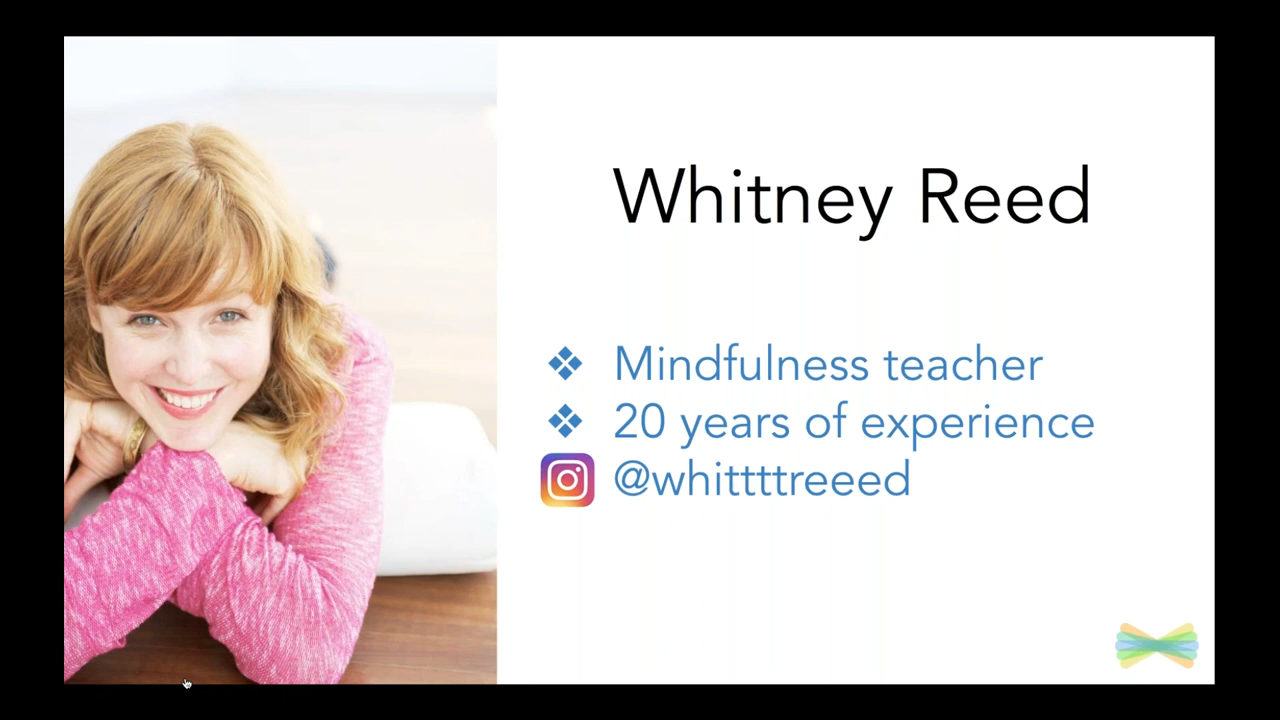 Whitney Reed
Mindfulness teacher
20 years of experience
@whittttreeed